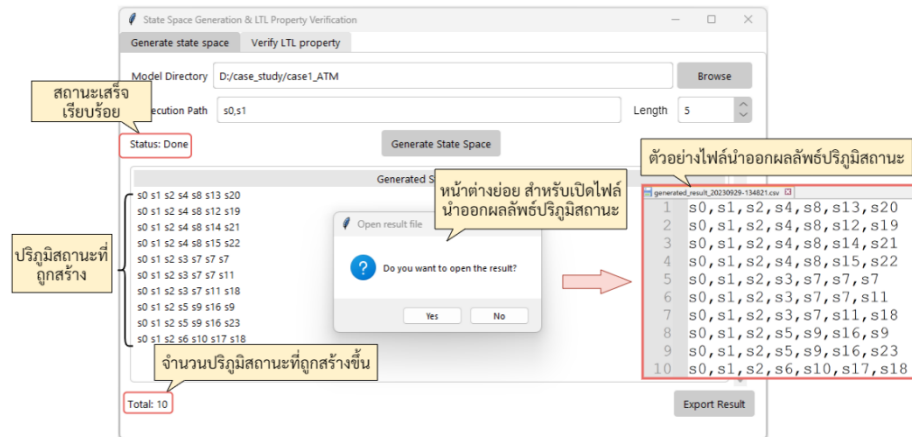 State Space Generation & LTL Property Verification
Generate state space
Verify LTL property
Model Directory
D:/case_study/case1_ATM
Browse
สถานะเสร็จ
เรียบร้อย
ecution Path
s0,s1
Length
5
Status: Done
Generate State Space
ตัวอย่างไฟล์นำออกผลลัพธ์ปริภูมิสถานะ
Generated S
หน้าต่างย่อย สำหรับเปิดไฟล์
นำออกผลลัพธ์ปริภูมิสถานะ
ปริภูมิสถานะที่
ถูกสร้าง
s0 s1 s2 s4 s8 s13 s20
s0 s1 s2 s4 s8 s12 s19
s0 s1 s2 s4 s8 s14 s21
s0 s1 s2 s4 s8 s15 s22
s0 s1 s2 s3 s7 s7 s7
s0 s1 s2 s3 s7 s7 s11
s0 s1 s2 s3 s7 s11 s18
s0 s1 s2 s5 s9 s16 s9
s0 s1 s2 s5 s9 s16 s23
s0 s1 s2 s6 s10 s17 s18
Open result file
Do you want to open the result?
Yes
No
generated_result_20230929-134821.csv
1 s0,s1,s2,s4,s8,s13,s20
2 s0,s1,s2,s4,s8,s12,s19
3 s0,s1,s2,s4,s8,s14,s21
4 s0,s1,s2,s4,s8,s15,s22
5 s0,s1,s2,s3,s7,s7,s7
6 s0,s1,s2,s3,s7,s7,s11
7 s0,s1,s2,s3,s7,s11,s18
8 s0,s1,s2,s5,s9,s16,s9
9 s0,s1,s2,s5,s9,s16,s23
10 s0,s1,s2,s6,s10,s17,s18
จำนวนปริภูมิสถานะที่ถูกสร้างขึ้น
Total: 10
Export Result